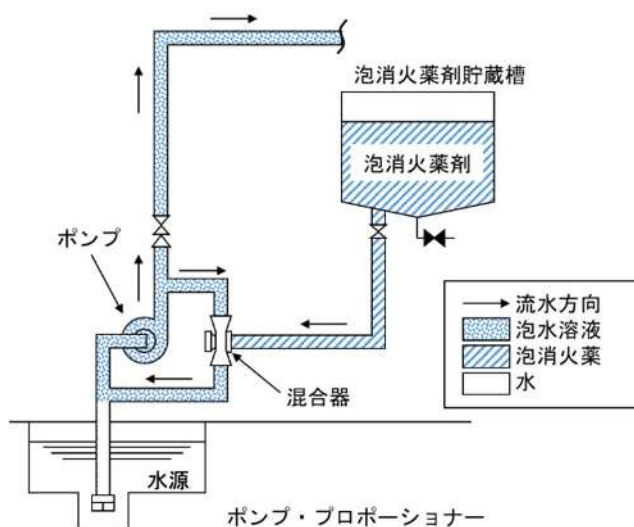 泡消火薬剤貯蔵槽
泡消火薬剤
ポンプ
流水方向
泡水溶液
泡消火薬
水
混合器
水源
ポンプ・プロポーショナー